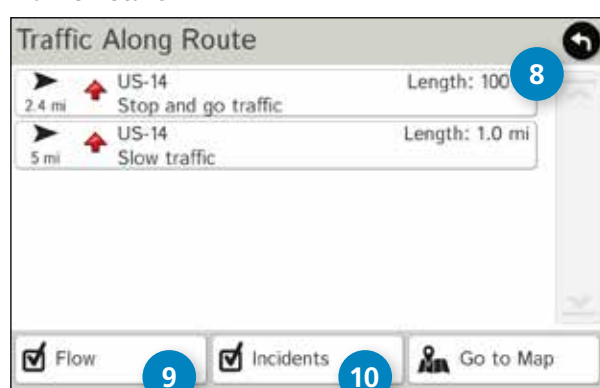 Traffic Along Route
8
US-14 Length: 100
2.4 mi Stop and go traffic
US-14 Length: 1.0 mi
5 mi Slow traffic
Flow Incidents Go to Map
9 10